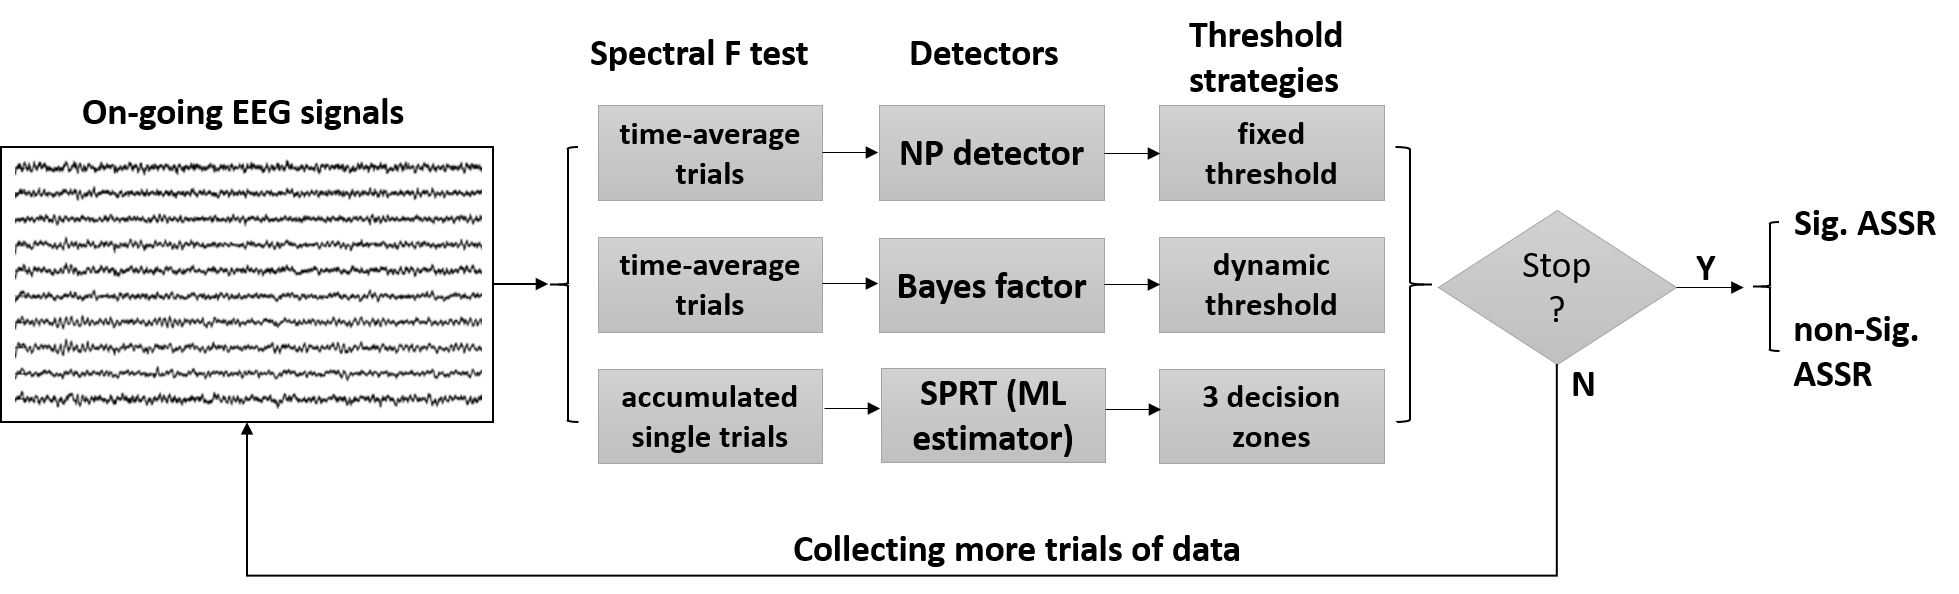 On-going EEG signals
Spectral F test
Detectors
Threshold
strategies
time-average
trials
NP detector
fixed
threshold
time-average
trials
Bayes factor
dynamic
threshold
accumulated
single trials
SPRT (ML
estimator)
3 decision
zones
Stop
?
Y
N
Sig. ASSR
non-Sig.
ASSR
Collecting more trials of data